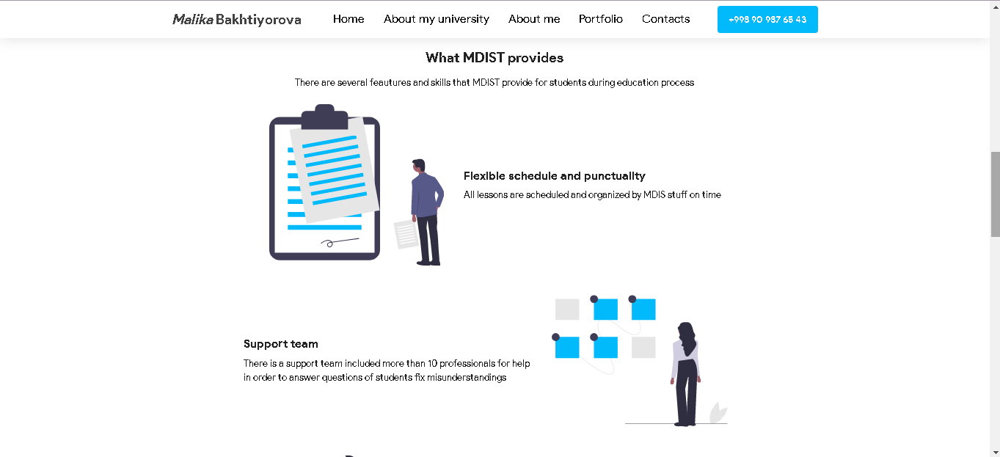 Malika Bakhtiyorova
Home
About my university
About me
Portfolio
Contacts
+998 90 987 65 43
What MDIST provides
There are several feautures and skills that MDIST provide for students during education process
Flexible schedule and punctuality
All lessons are scheduled and organized by MDIS stuff on time
Support team
There is a support team included more than 10 professionals for help
in order to answer questions of students fix misunderstandings